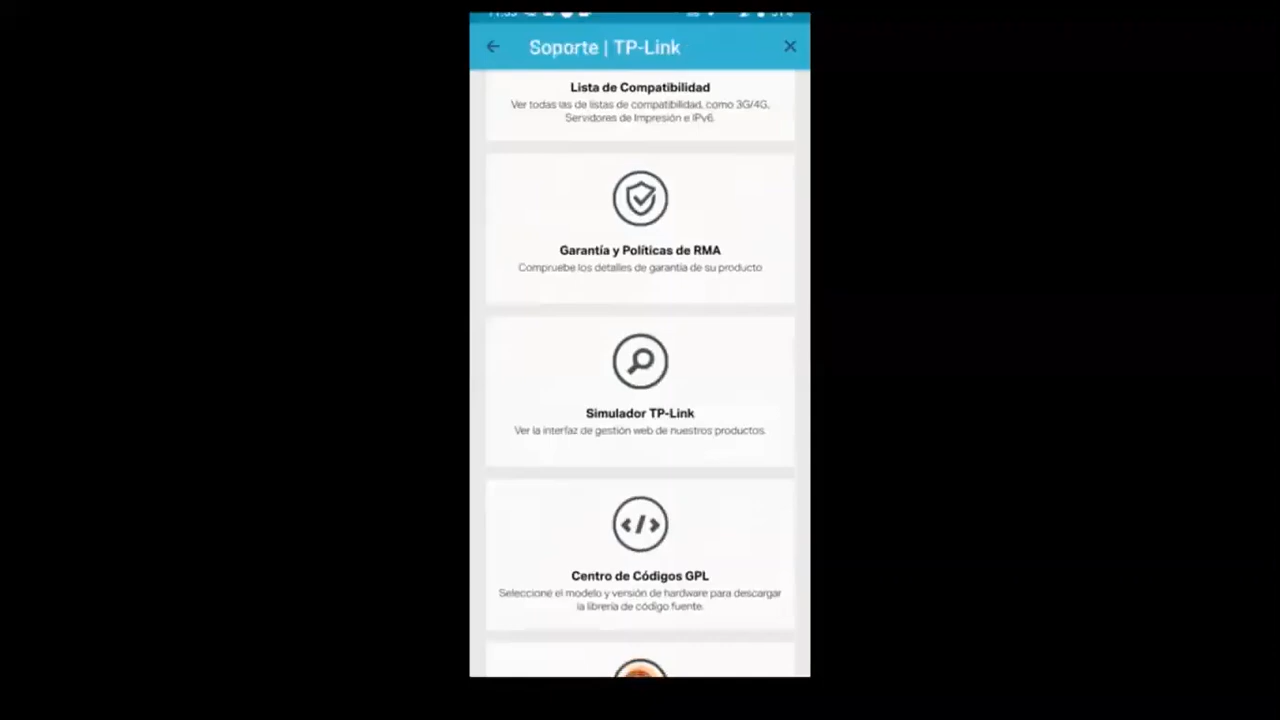 Soporte | TP-Link
Lista de Compatibilidad
Ver todas las de listas de compatibilidad, como 3G/4G,
Servidores de Impresión e IPv6.
Garantía y Políticas de RMA
Compruebe los detalles de garantía de su producto
Simulador TP-Link
Ver la interfaz de gestión web de nuestros productos.
Centro de Códigos GPL
Seleccione el modelo y versión de hardware para descargar
la librería de código fuente.